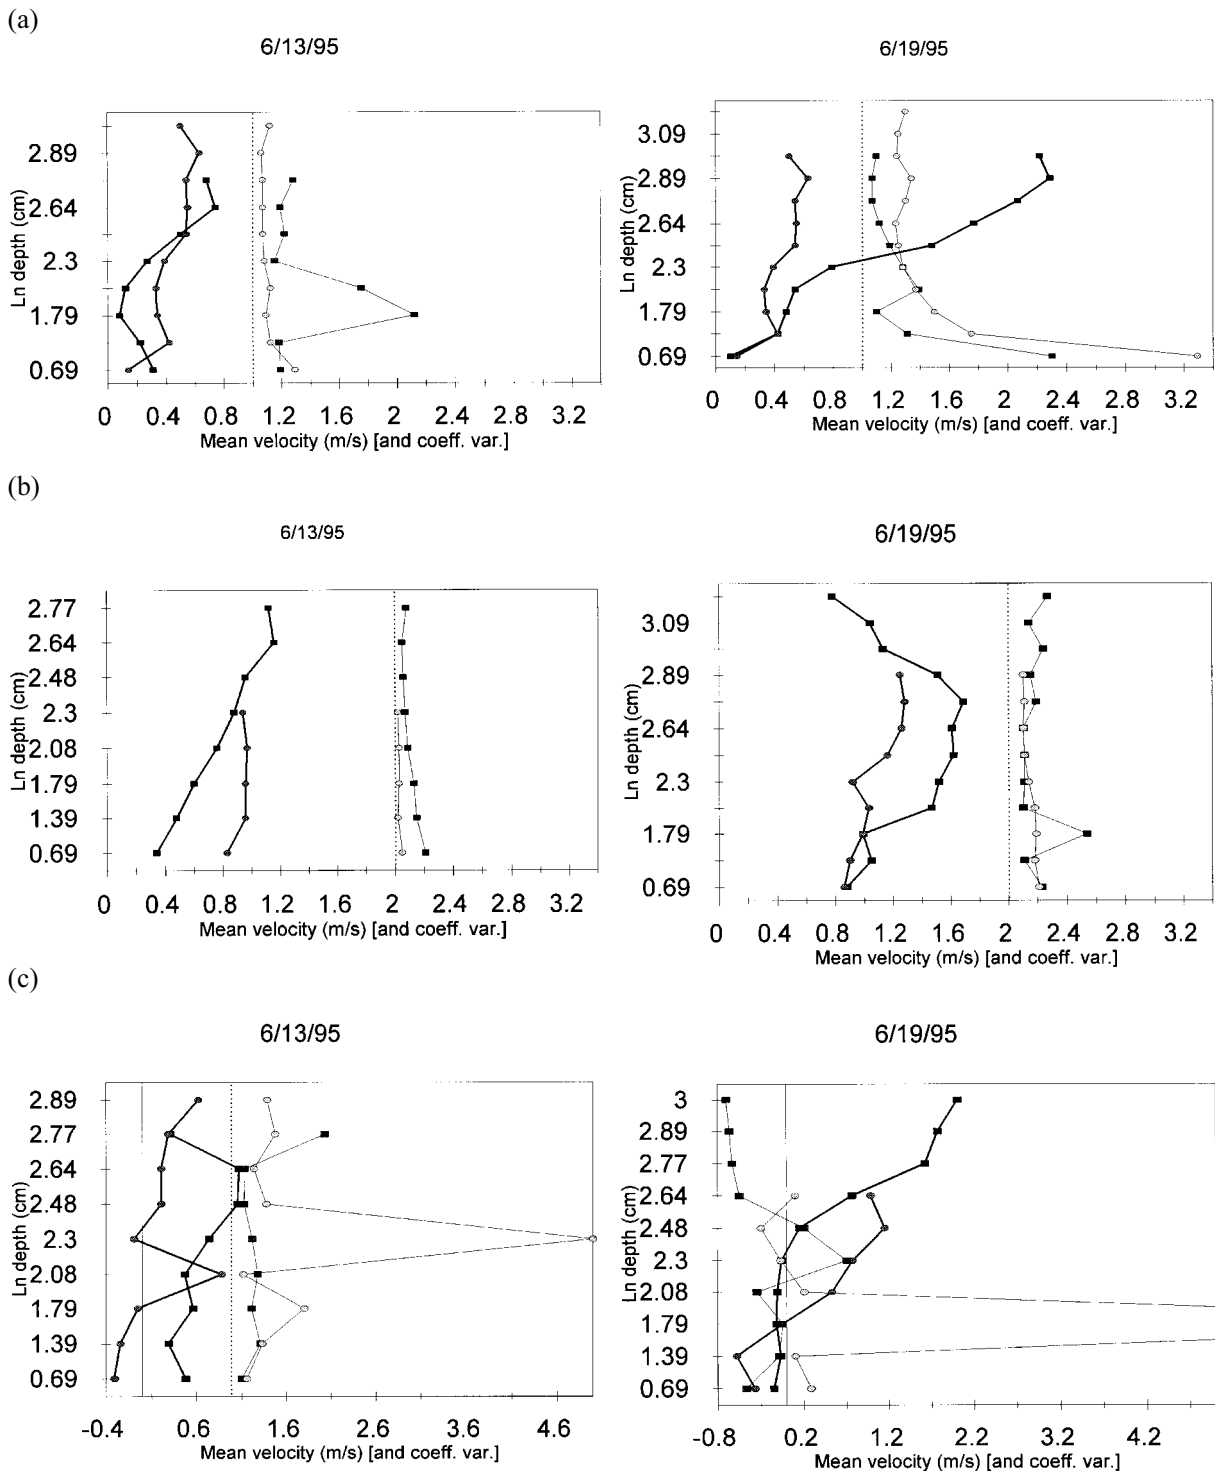 (a)
6/13/95
6/19/95
Ln depth (cm)
2.89
2.64
2.3
1.79
0.69
0 0.4 0.8 1.2 1.6 2 2.4 2.8 3.2
Mean velocity (m/s) [and coeff. var.]
Ln depth (cm)
3.09
2.89
2.64
2.3
1.79
0.69
0 0.4 0.8 1.2 1.6 2 2.4 2.8 3.2
Mean velocity (m/s) [and coeff. var.]
(b)
6/13/95
6/19/95
Ln depth (cm)
2.77
2.64
2.48
2.3
2.08
1.79
1.39
0.69
0 0.4 0.8 1.2 1.6 2 2.4 2.8 3.2
Mean velocity (m/s) [and coeff. var.]
Ln depth (cm)
3.09
2.89
2.64
2.3
1.79
0.69
0 0.4 0.8 1.2 1.6 2 2.4 2.8 3.2
Mean velocity (m/s) [and coeff. var.]
(c)
6/13/95
6/19/95
Ln depth (cm)
2.89
2.77
2.64
2.48
2.3
2.08
1.79
1.39
0.69
-0.4 0.6 1.6 2.6 3.6 4.6
Mean velocity (m/s) [and coeff. var.]
Ln depth (cm)
3
2.89
2.77
2.64
2.48
2.3
2.08
1.79
1.39
0.69
-0.8 0.2 1.2 2.2 3.2 4.2
Mean velocity (m/s) [and coeff. var.]